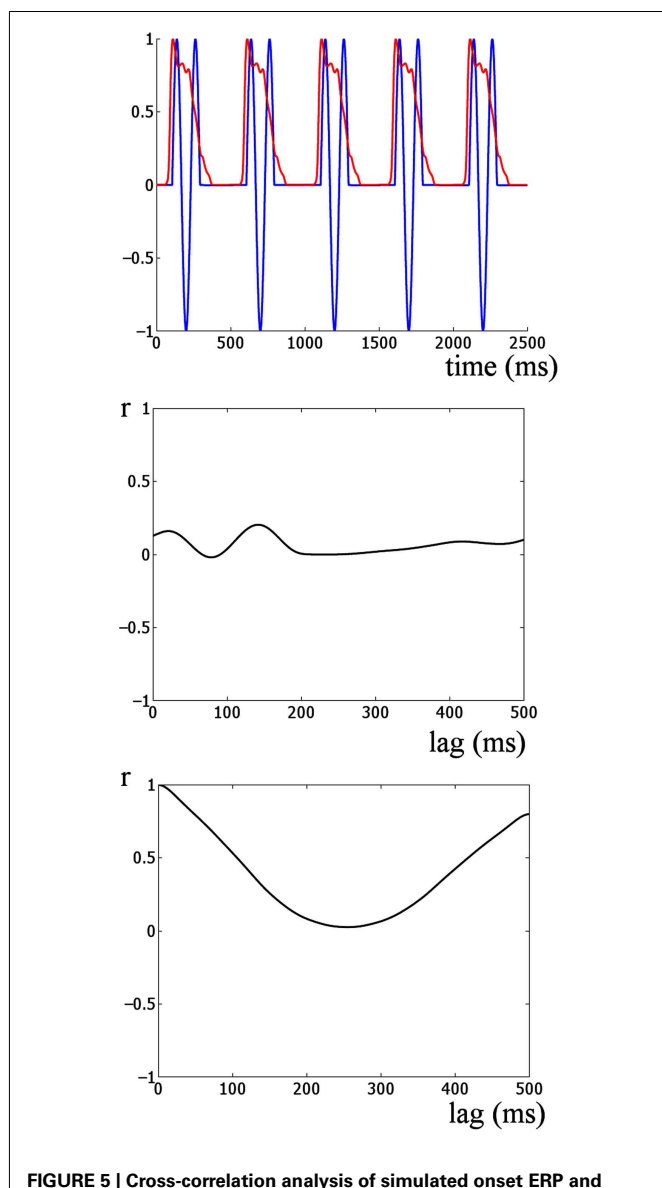 1
0.5
0
−0.5
−1
0 500 1000 1500 2000 2500
time (ms)
r
1
0.5
0
−0.5
−1
0 100 200 300 400 500
lag (ms)
r
1
0.5
0
−0.5
−1
0 100 200 300 400 500
lag (ms)
FIGURE 5 | Cross-correlation analysis of simulated onset ERP and